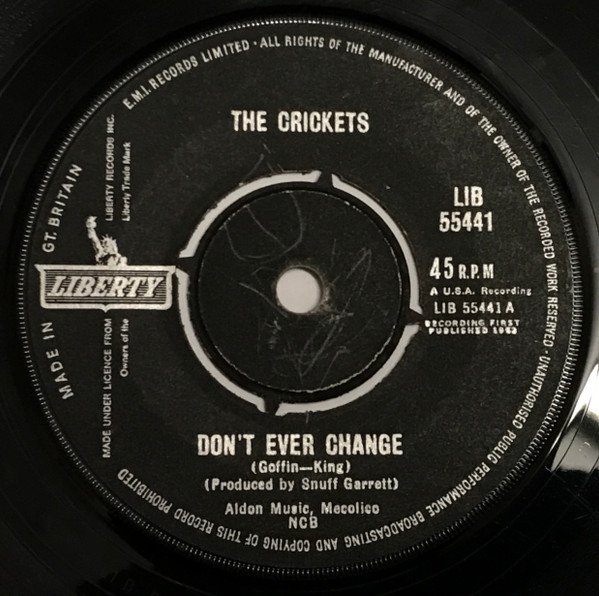 E.M.I. RECORDS LIMITED · ALL RIGHTS OF THE MANUFACTURER AND OF THE OWNER OF THE RECORDED WORK RESERVED · UNAUTHORISED PUBLIC PERFORMANCE BROADCASTING AND COPYING OF THIS RECORD PROHIBITED
MADE IN GT. BRITAIN
THE CRICKETS
LIBERTY RECORDS INC.
Liberty Trade Mark
LIBERTY
MADE UNDER LICENCE FROM
Owners of the
LIB
55441
45 R.P.M
A U.S.A. Recording
LIB 55441 A
RECORDING FIRST
PUBLISHED 1962
DON'T EVER CHANGE
(Goffin—King)
(Produced by Snuff Garrett)
Aldon Music, Mecolico
NCB